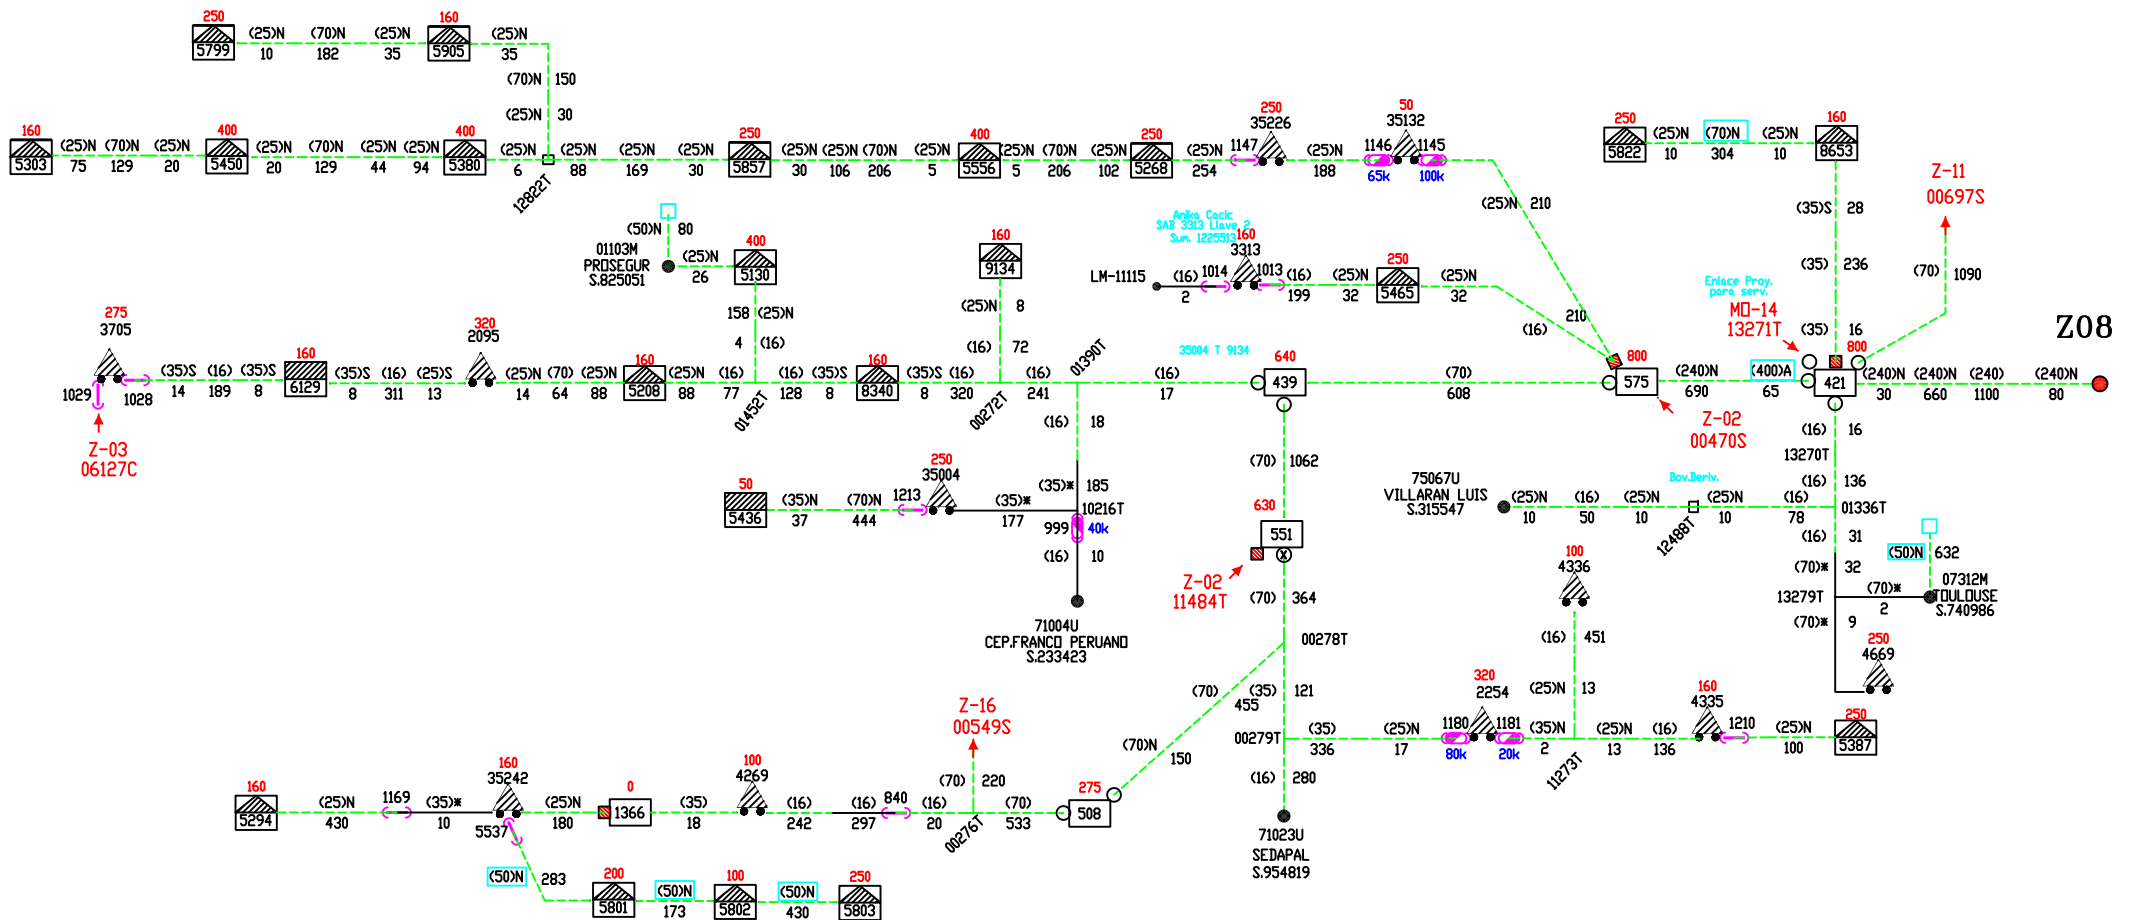 250
5799
(25)N (70)N (25)N
10 182 35
160
5905
(25)N
35
(70)N 150
(25)N 30
160
5303
(25)N (70)N (25)N
75 129 20
400
5450
(25)N (70)N (25)N (25)N
20 129 44 94
400
5380
(25)N
6
12822T
(25)N (25)N (25)N
88 169 30
250
5857
(25)N (25)N (70)N (25)N
30 106 206 5
400
5556
(25)N (70)N (25)N
5 206 102
250
5268
(25)N
254
1147
250
35226
(25)N
188
1146
65k
50
35132
1145
100k
(25)N 210
250
5822
(25)N (70)N (25)N
10 304 10
160
8653
(35)S 28
(35) 236
(35) 16
Z-11
00697S
(70) 1090
Z08
(50)N 80
01103M
PROSEGUR
S.825051
(25)N
26
400
5130
158 (25)N
4 (16)
160
9134
(25)N 8
(16) 72
Anika Cacic
SAB 3313 Llave 2
Sum. 1225513
LM-11115
(16)
2
1014
160
3313
1013
(16) (25)N
199 32
250
5465
(25)N
32
210
(16)
Enlace Proy.
para serv.
MO-14
13271T
275
3705
1029
1028
Z-03
06127C
(35)S (16) (35)S
14 189 8
160
6129
(35)S (16) (25)S
8 311 13
320
2095
(25)N (70) (25)N
14 64 88
160
5208
(25)N (16)
88 77
01452T
(16) (35)S
128 8
160
8340
(35)S (16)
8 320
00272T
(16)
241
01390T
35004 T 9134
(16)
17
640
439
(70)
608
800
575
Z-02
00470S
(240)N (400)A
690 65
800
421
(240)N (240)N (240) (240)N
30 660 1100 80
(16) 18
(35)* 185
10216T
999 40k
(16) 10
71004U
CEP.FRANCO PERUANO
S.233423
50
5436
(35)N (70)N
37 444
1213
250
35004
(35)*
177
(70) 1062
630
551
Z-02
11484T
(70) 364
00278T
(35) 121
00279T
(16) 280
71023U
SEDAPAL
S.954819
(16) 16
13270T
(16) 136
01336T
(16) 31
(70)* 32
13279T
(70)* 9
75067U
VILLARAN LUIS
S.315547
(25)N (16) (25)N
10 50 10
Bov.Deriv.
12488T
(25)N (16)
10 78
(50)N 632
07312M
TOULOUSE
S.740986
(70)*
2
250
4669
(35) (25)N
336 17
1180
80k
320
2254
1181
20k
(35)N
2
11273T
100
4336
(16) 451
(25)N 13
(25)N (16)
13 136
160
4335
1210
(25)N
100
250
5387
(70)
455
(70)N
150
275
508
(70)
533
Z-16
00549S
(70) 220
00276T
(16)
20
840
(16)
297
(16)
242
100
4269
(35)
18
0
1366
(25)N
180
160
35242
5537
(35)*
10
1169
(25)N
430
160
5294
(50)N 283
200
5801
(50)N
173
100
5802
(50)N
430
250
5803